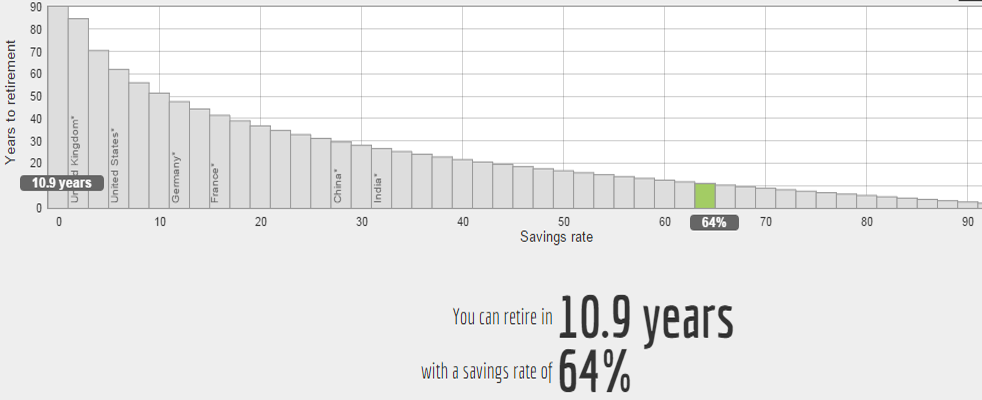 90
80
70
60
50
40
30
20
0
Years to retirement
10.9 years
Kingdom*
United States*
Germany*
France*
China*
India*
0 10 20 30 40 50 60 70 80 90
64%
Savings rate
You can retire in 10.9 years
with a savings rate of 64%